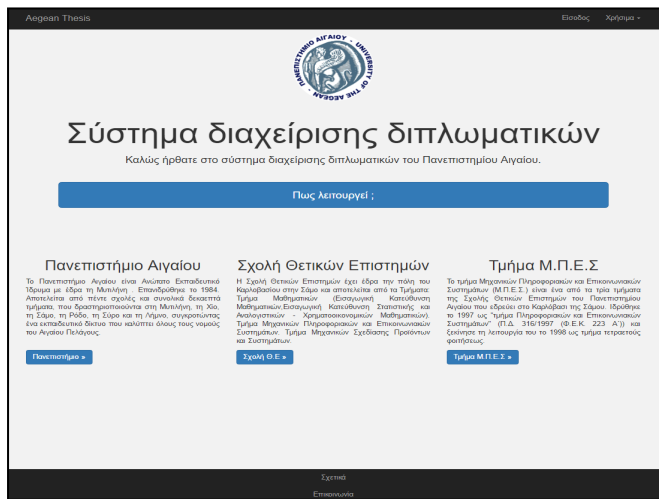 Aegean Thesis
Είσοδος Χρήσιμα
ΠΑΝΕΠΙΣΤΗΜΙΟ ΑΙΓΑΙΟΥ - UNIVERSITY OF THE AEGEAN
Σύστημα διαχείρισης διπλωματικών
Καλώς ήρθατε στο σύστημα διαχείρισης διπλωματικών του Πανεπιστημίου Αιγαίου.
Πως λειτουργεί ;
Πανεπιστήμιο Αιγαίου
Το Πανεπιστήμιο Αιγαίου είναι Ανώτατο Εκπαιδευτικό
Ίδρυμα με έδρα τη Μυτιλήνη . Επανιδρύθηκε το 1984.
Αποτελείται από πέντε σχολές και συνολικά δεκαεπτά
τμήματα, που δραστηριοποιούνται στη Μυτιλήνη, τη Χίο,
τη Σάμο, τη Ρόδο, τη Σύρο και τη Λήμνο, συγκροτώντας
ένα εκπαιδευτικό δίκτυο που καλύπτει όλους τους νομούς
του Αιγαίου Πελάγους.
Πανεπιστήμιο »
Σχολή Θετικών Επιστημών
Η Σχολή Θετικών Επιστημών έχει έδρα την πόλη του
Καρλοβασίου στην Σάμο και αποτελείται από τα Τμήματα:
Τμήμα Μαθηματικών (Εισαγωγική Κατεύθυνση
Μαθηματικών,Εισαγωγική Κατεύθυνση Στατιστικής και
Αναλογιστικών - Χρηματοοικονομικών Μαθηματικών).
Τμήμα Μηχανικών Πληροφοριακών και Επικοινωνιακών
Συστημάτων. Τμήμα Μηχανικών Σχεδίασης Προϊόντων
και Συστημάτων.
Σχολή Θ.Ε »
Τμήμα Μ.Π.Ε.Σ
Το τμήμα Μηχανικών Πληροφοριακών και Επικοινωνιακών
Συστημάτων (Μ.Π.Ε.Σ.) είναι ένα από τα τρία τμήματα
της Σχολής Θετικών Επιστημών του Πανεπιστημίου
Αιγαίου που εδρεύει στο Καρλόβασι της Σάμου. Ιδρύθηκε
το 1997 ως "τμήμα Πληροφοριακών και Επικοινωνιακών
Συστημάτων" (Π.Δ. 316/1997 (Φ.Ε.Κ. 223 Α΄)) και
ξεκίνησε τη λειτουργία του το 1998 ως τμήμα τετραετούς
φοιτήσεως.
Τμήμα Μ.Π.Ε.Σ »
Σχετικά
Επικοινωνία